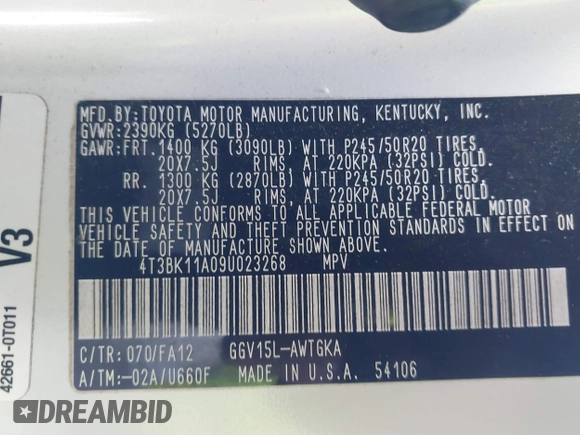 MFD.BY:TOYOTA MOTOR MANUFACTURING, KENTUCKY, INC.
GVWR:2390KG (5270LB)
GAWR:FRT. 1400 KG (3090LB) WITH P245/50R20 TIRES,
20X7.5J RIMS, AT 220KPA (32PSI) COLD.
RR. 1300 KG (2870LB) WITH P245/50R20 TIRES,
20X7.5J RIMS, AT 220KPA (32PSI) COLD.
THIS VEHICLE CONFORMS TO ALL APPLICABLE FEDERAL MOTOR
VEHICLE SAFETY AND THEFT PREVENTION STANDARDS IN EFFECT ON
THE DATE OF MANUFACTURE SHOWN ABOVE.
4T3BK11A09U023268 MPV
C/TR: 070/FA12 GGV15L-AWTGKA
A/TM:-02A/U660F MADE IN U.S.A. 54106
V3
42661-0T011
DREAMBID